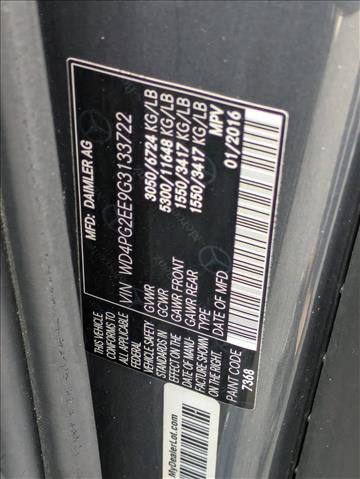 MFD: DAIMLER AG
VIN WD4PG2EE9G3133722
GVWR 3050/6724 KG/LB
GCWR 5300/11648 KG/LB
GAWR FRONT 1550/3417 KG/LB
GAWR REAR 1550/3417 KG/LB
TYPE MPV
DATE OF MFD 01/2016
THIS VEHICLE CONFORMS TO
ALL APPLICABLE
FEDERAL
VEHICLE SAFETY
STANDARDS IN
EFFECT ON THE
DATE OF MANU-
FACTURE SHOWN
ON THE RIGHT.
PAINT CODE
7368
MyDealerLot.com